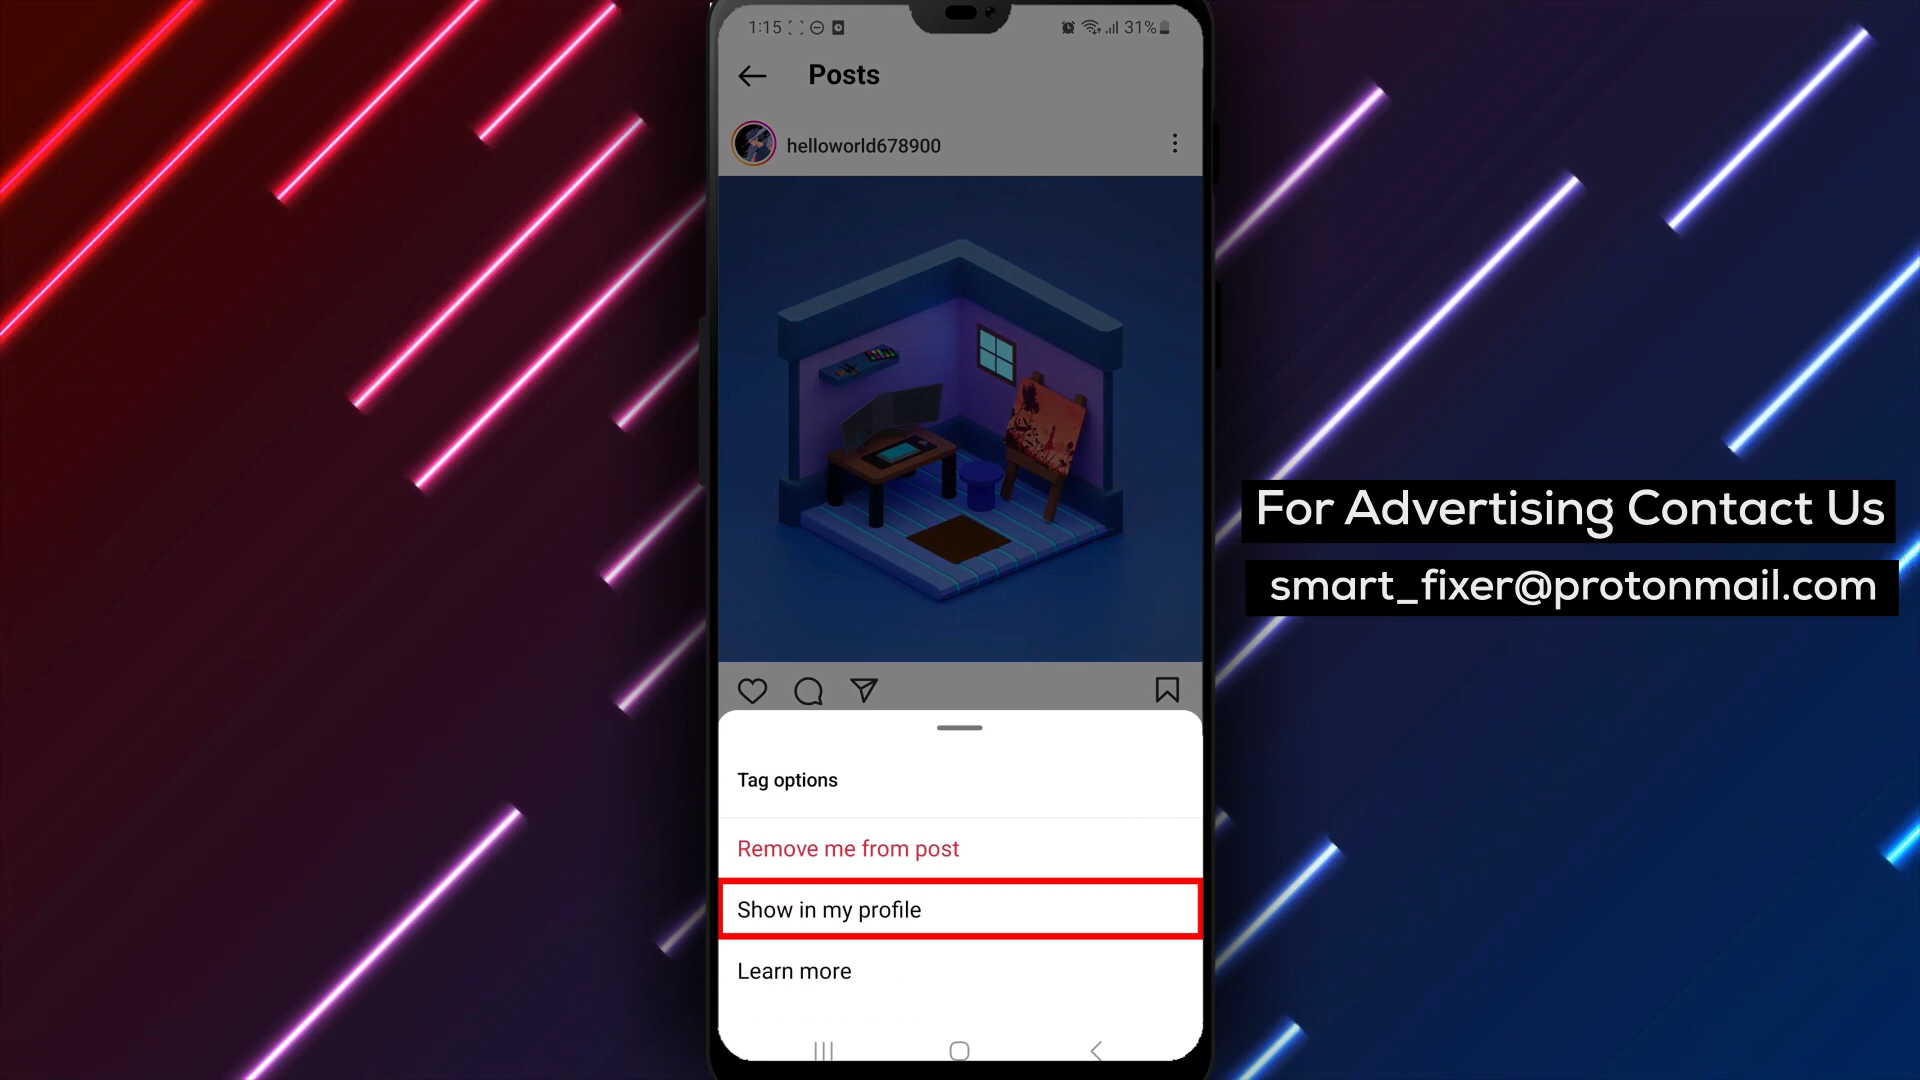 1:15 31%
Posts
helloworld678900
Tag options
Remove me from post
Show in my profile
Learn more
For Advertising Contact Us
smart_fixer@protonmail.com